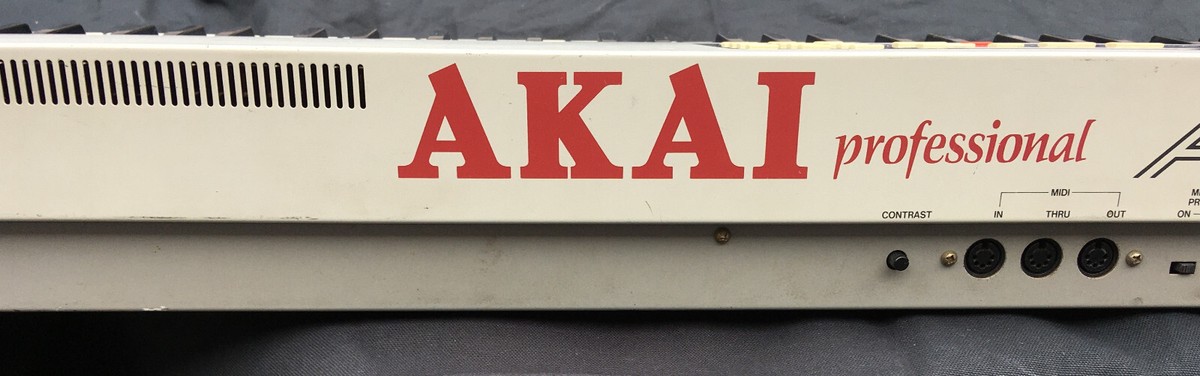 AKAI professional
MIDI
CONTRAST IN THRU OUT
ON